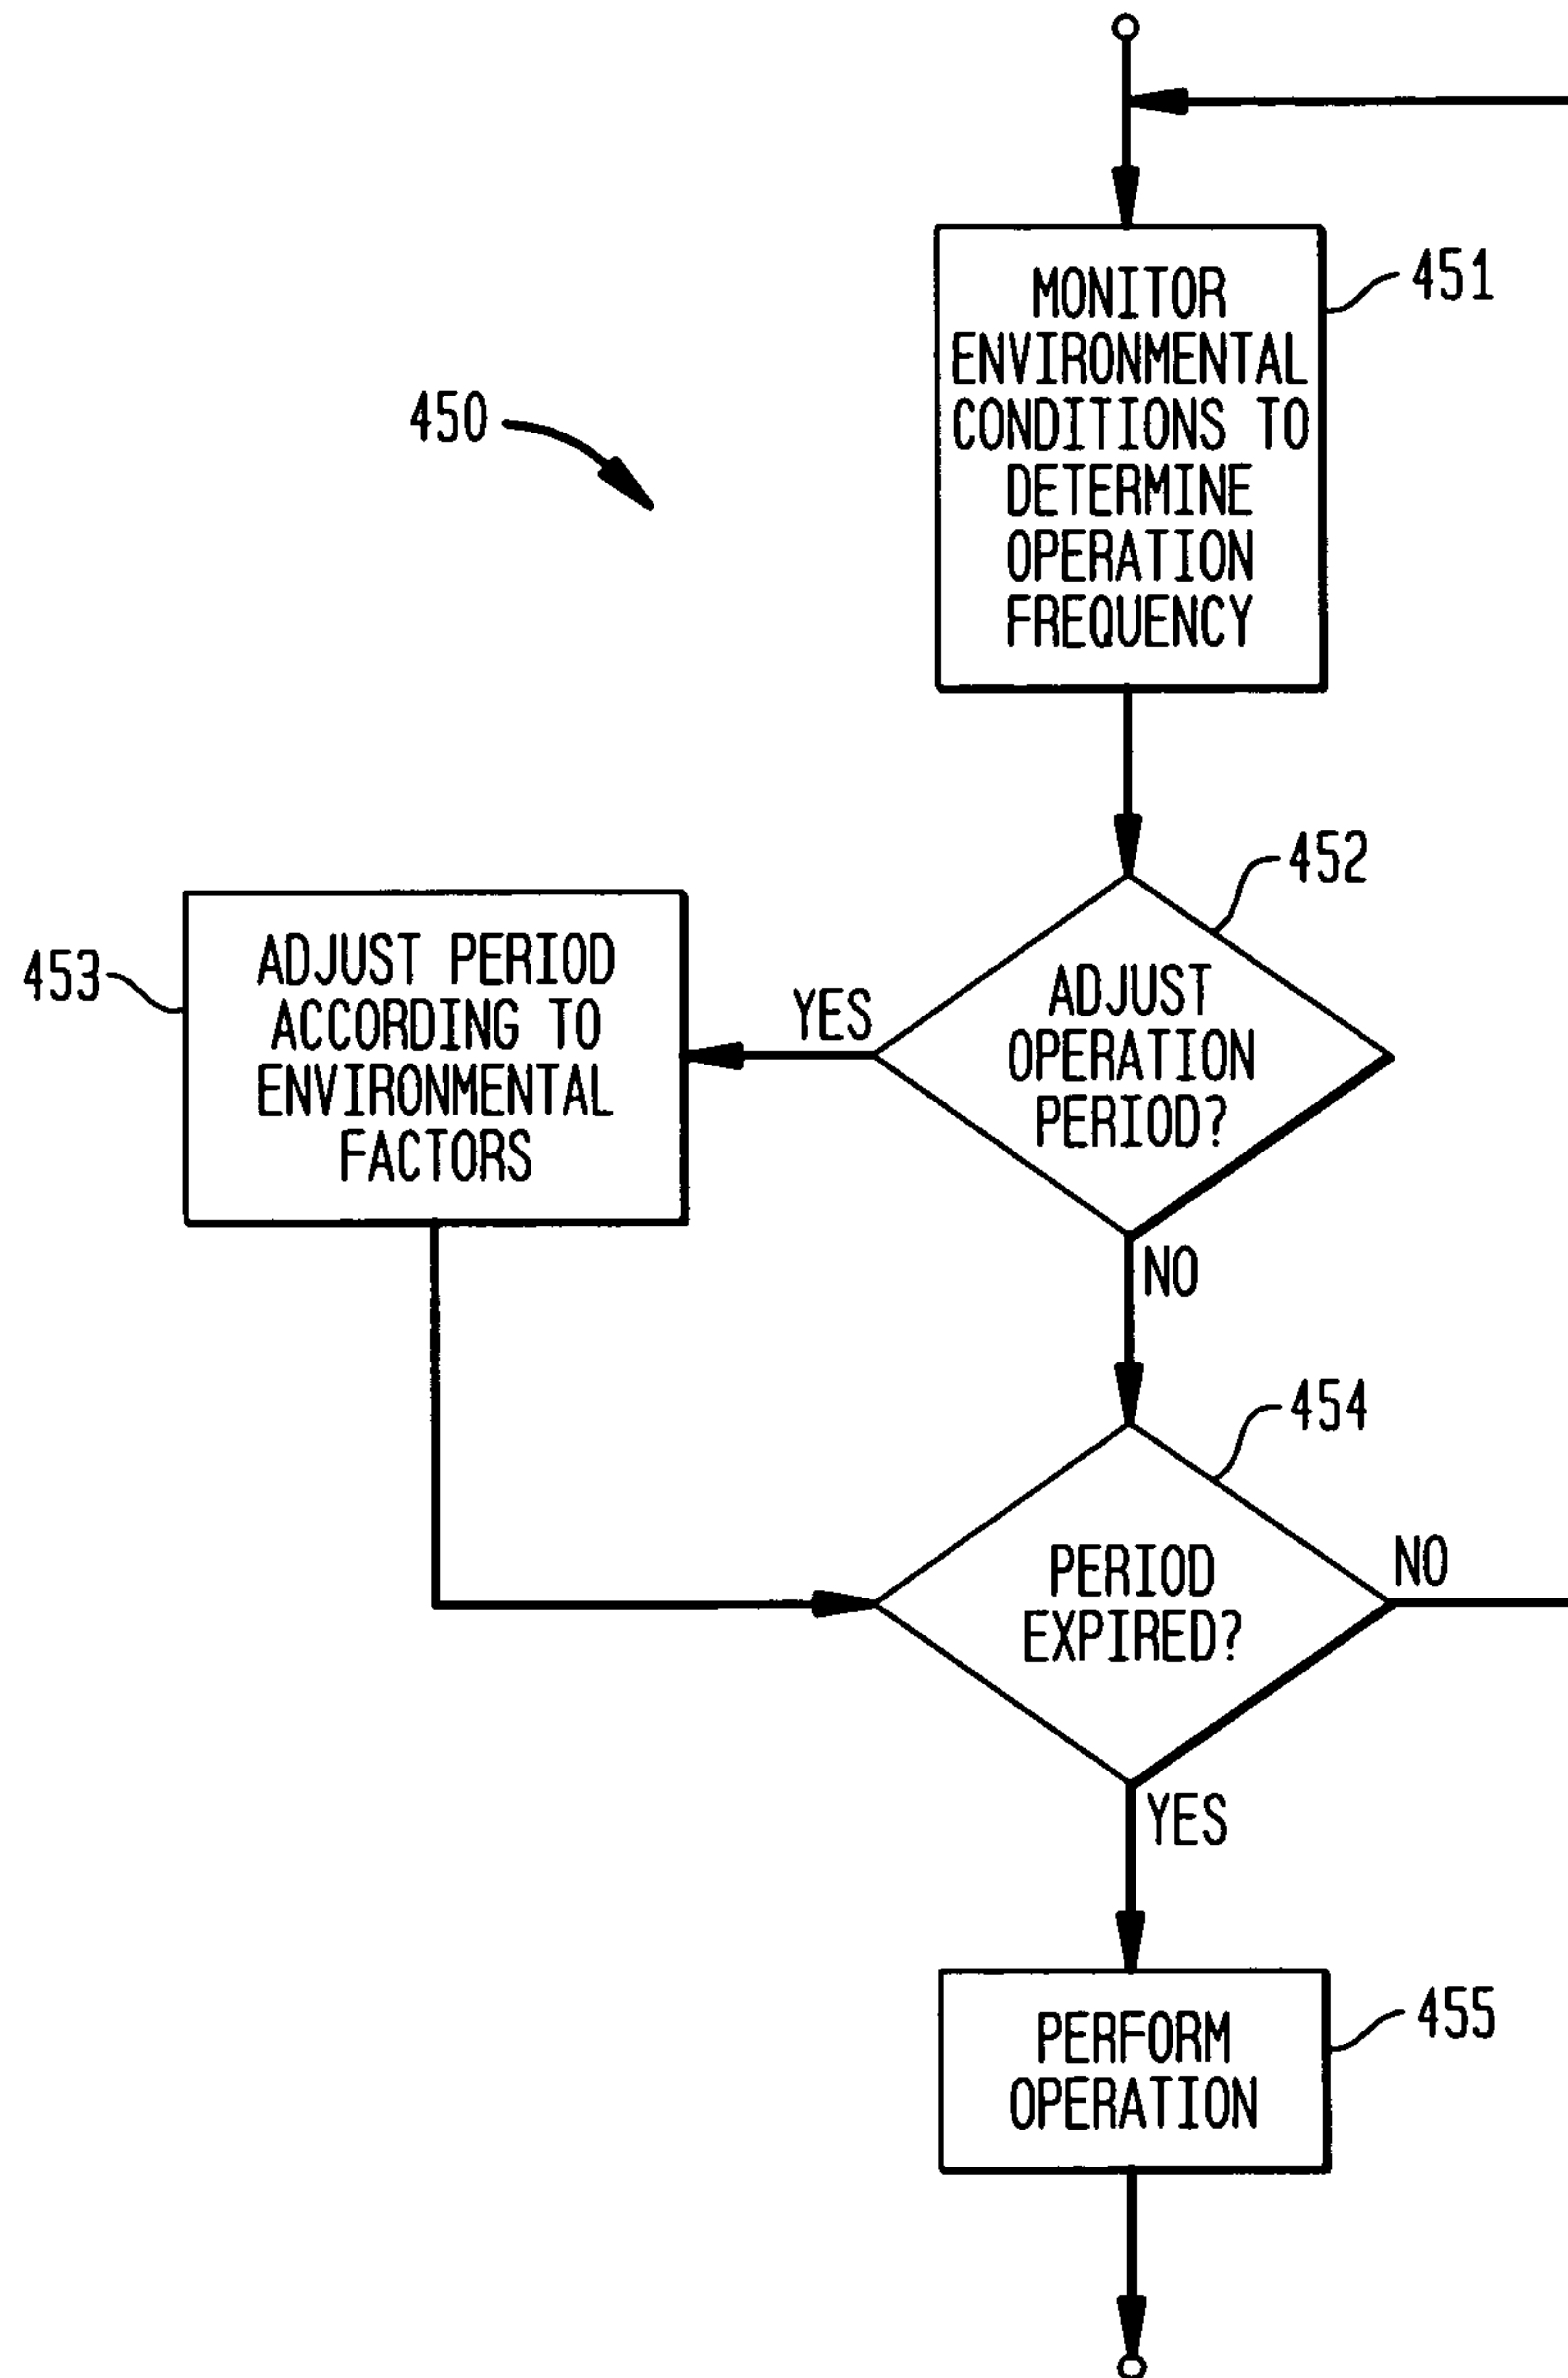 MONITOR
ENVIRONMENTAL
CONDITIONS TO
DETERMINE
OPERATION
FREQUENCY
451
450
452
ADJUST
OPERATION
PERIOD?
YES
NO
453
ADJUST PERIOD
ACCORDING TO
ENVIRONMENTAL
FACTORS
454
PERIOD
EXPIRED?
NO
YES
455
PERFORM
OPERATION